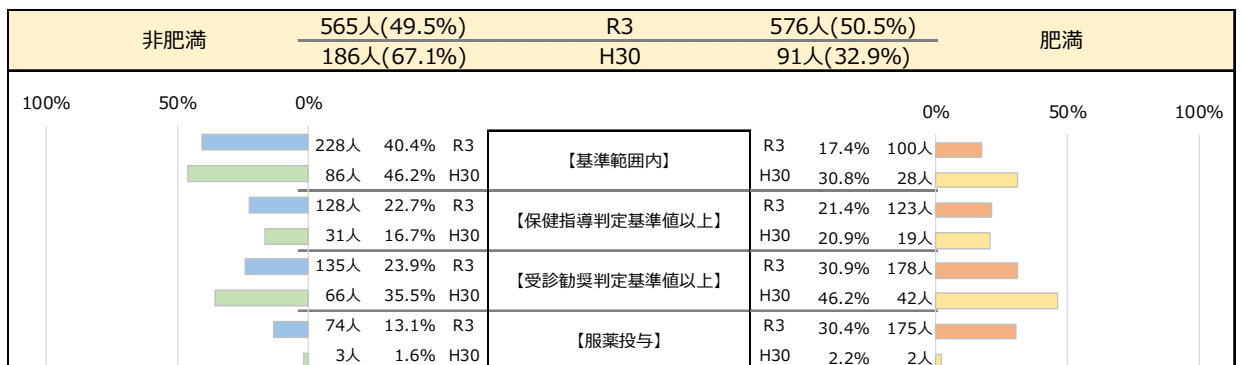 非肥満 565人(49.5%) R3 576人(50.5%) 肥満
186人(67.1%) H30 91人(32.9%)
100% 50% 0% 0% 50% 100%
228人 40.4% R3 【基準範囲内】 R3 17.4% 100人
86人 46.2% H30 H30 30.8% 28人
128人 22.7% R3 【保健指導判定基準値以上】 R3 21.4% 123人
31人 16.7% H30 H30 20.9% 19人
135人 23.9% R3 【受診勧奨判定基準値以上】 R3 30.9% 178人
66人 35.5% H30 H30 46.2% 42人
74人 13.1% R3 【服薬投与】 R3 30.4% 175人
3人 1.6% H30 H30 2.2% 2人